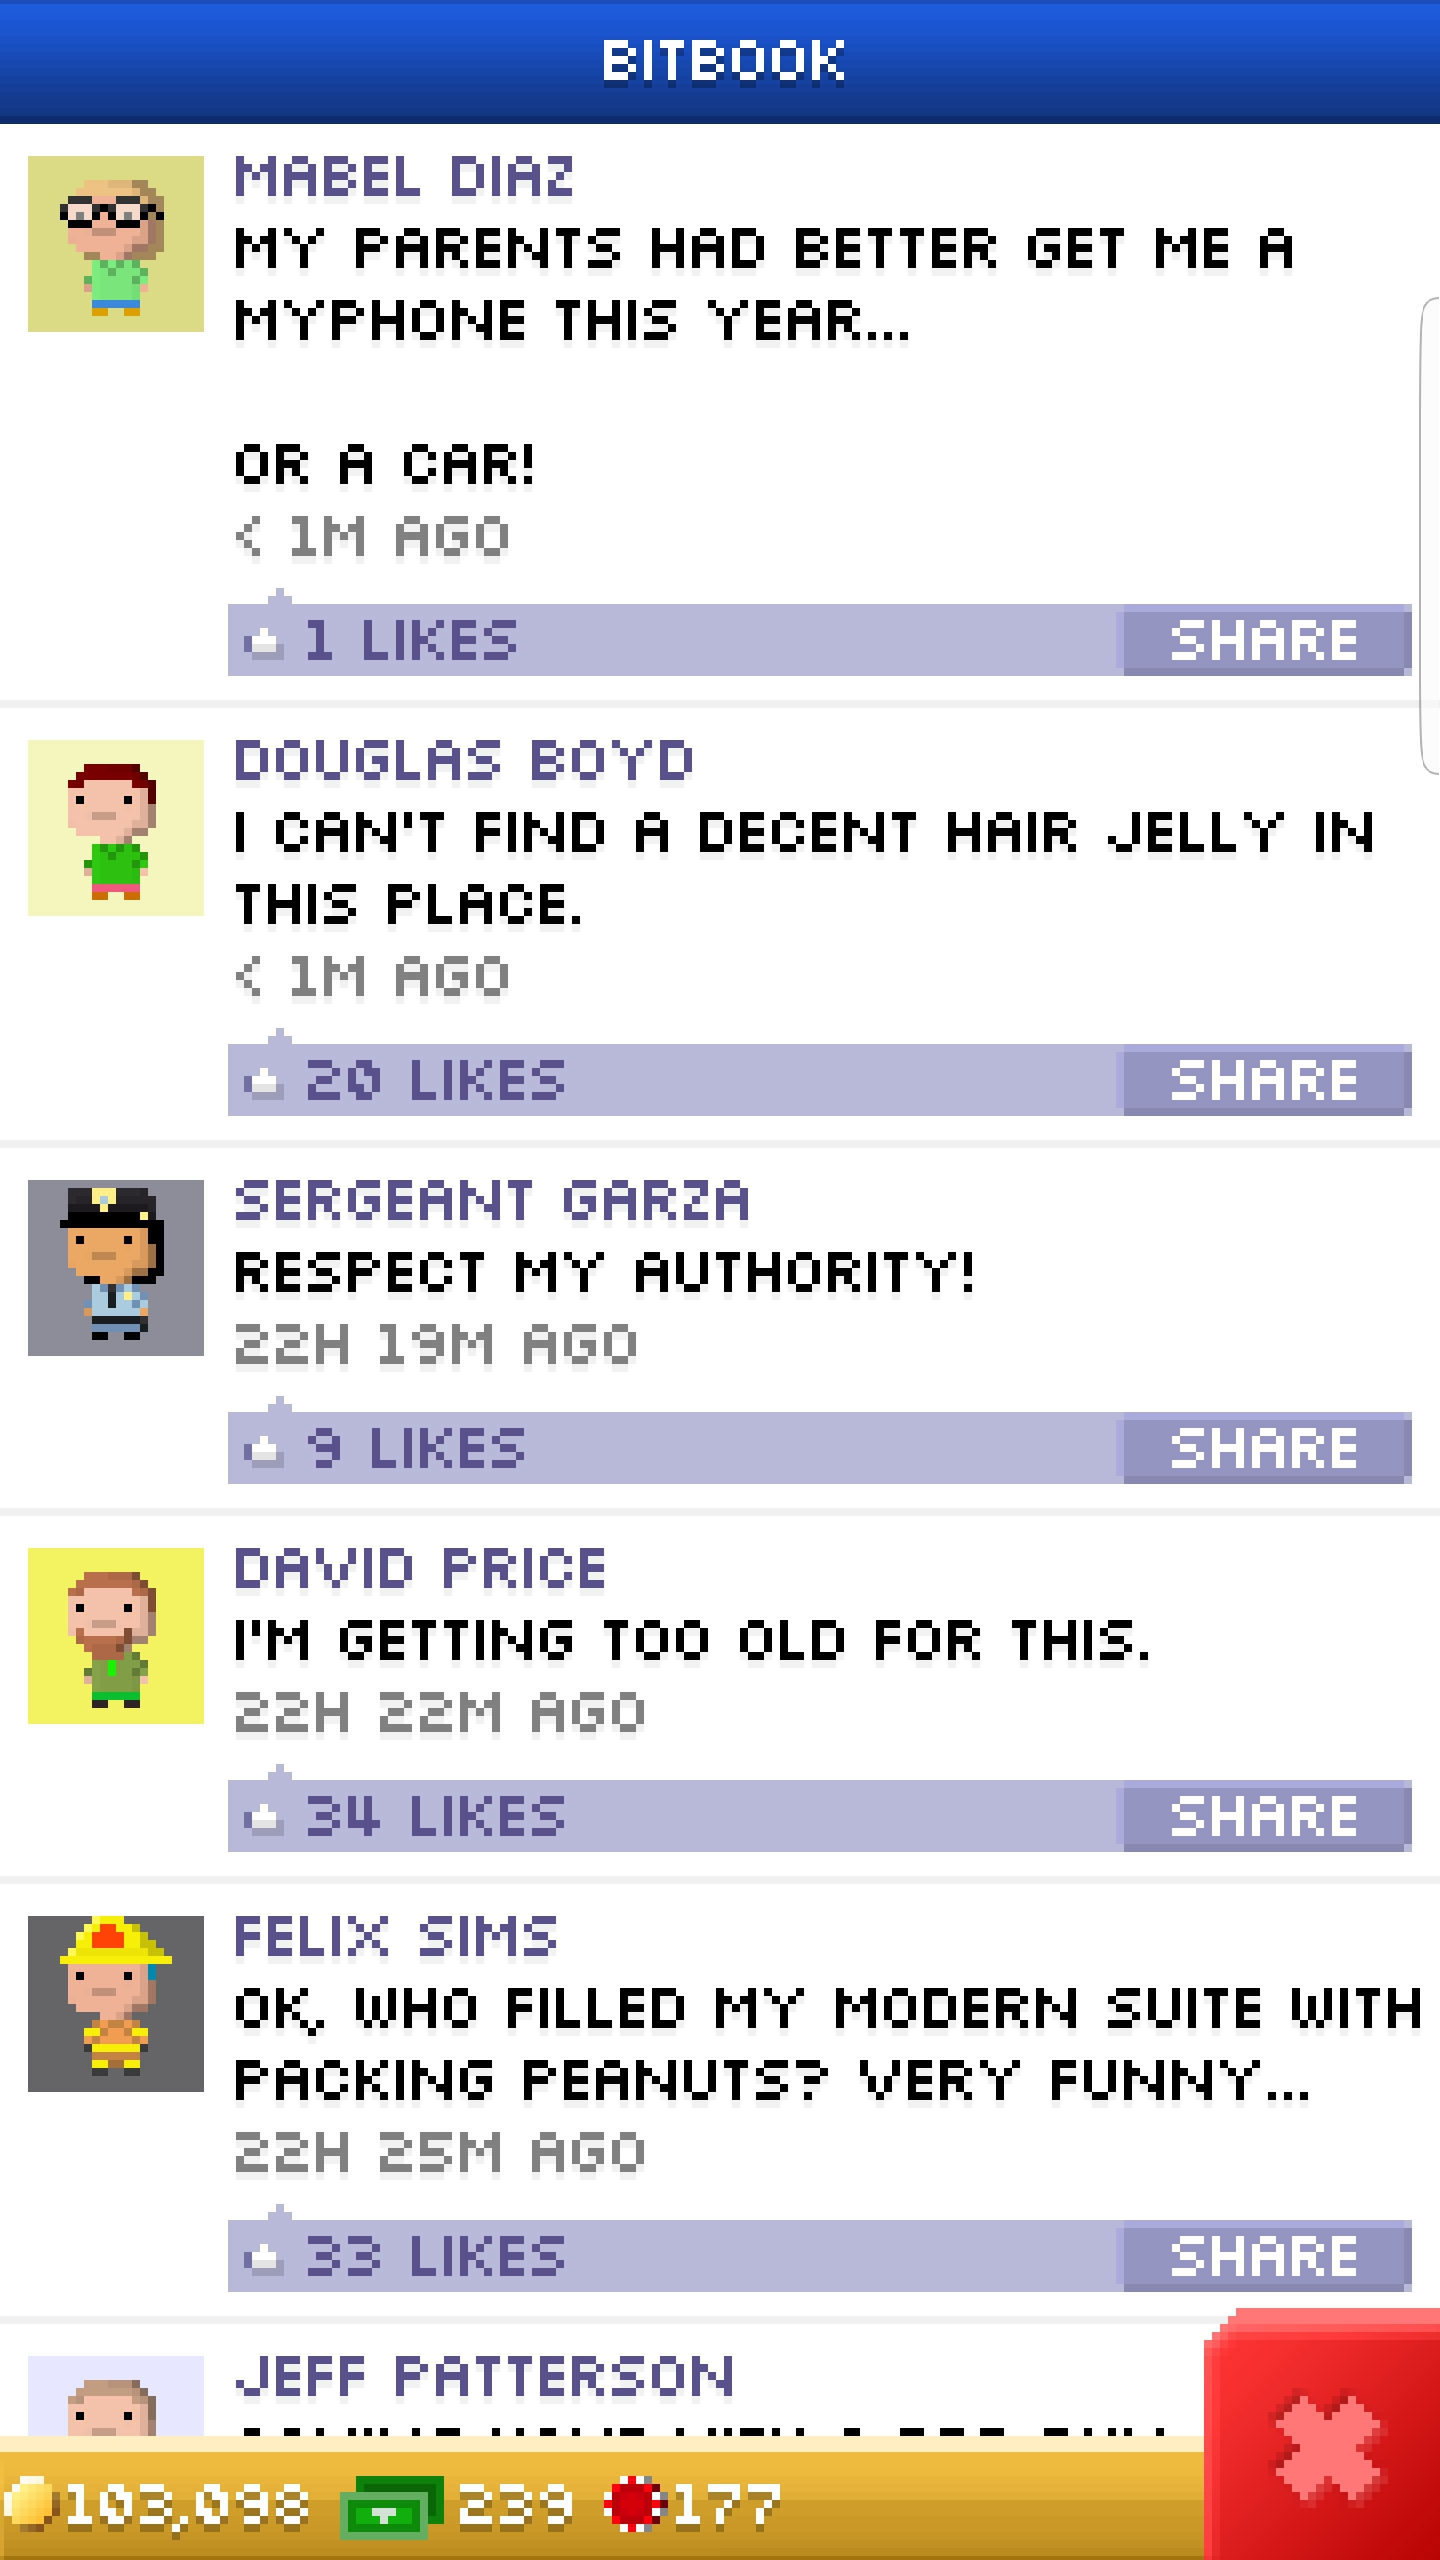 BITBOOK
MABEL DIAZ
MY PARENTS HAD BETTER GET ME A
MYPHONE THIS YEAR...
OR A CAR!
< 1M AGO
1 LIKES SHARE
DOUGLAS BOYD
I CAN'T FIND A DECENT HAIR JELLY IN
THIS PLACE.
< 1M AGO
20 LIKES SHARE
SERGEANT GARZA
RESPECT MY AUTHORITY!
22H 19M AGO
9 LIKES SHARE
DAVID PRICE
I'M GETTING TOO OLD FOR THIS.
22H 22M AGO
34 LIKES SHARE
FELIX SIMS
OK, WHO FILLED MY MODERN SUITE WITH
PACKING PEANUTS? VERY FUNNY...
22H 25M AGO
33 LIKES SHARE
JEFF PATTERSON
103,098 239 177